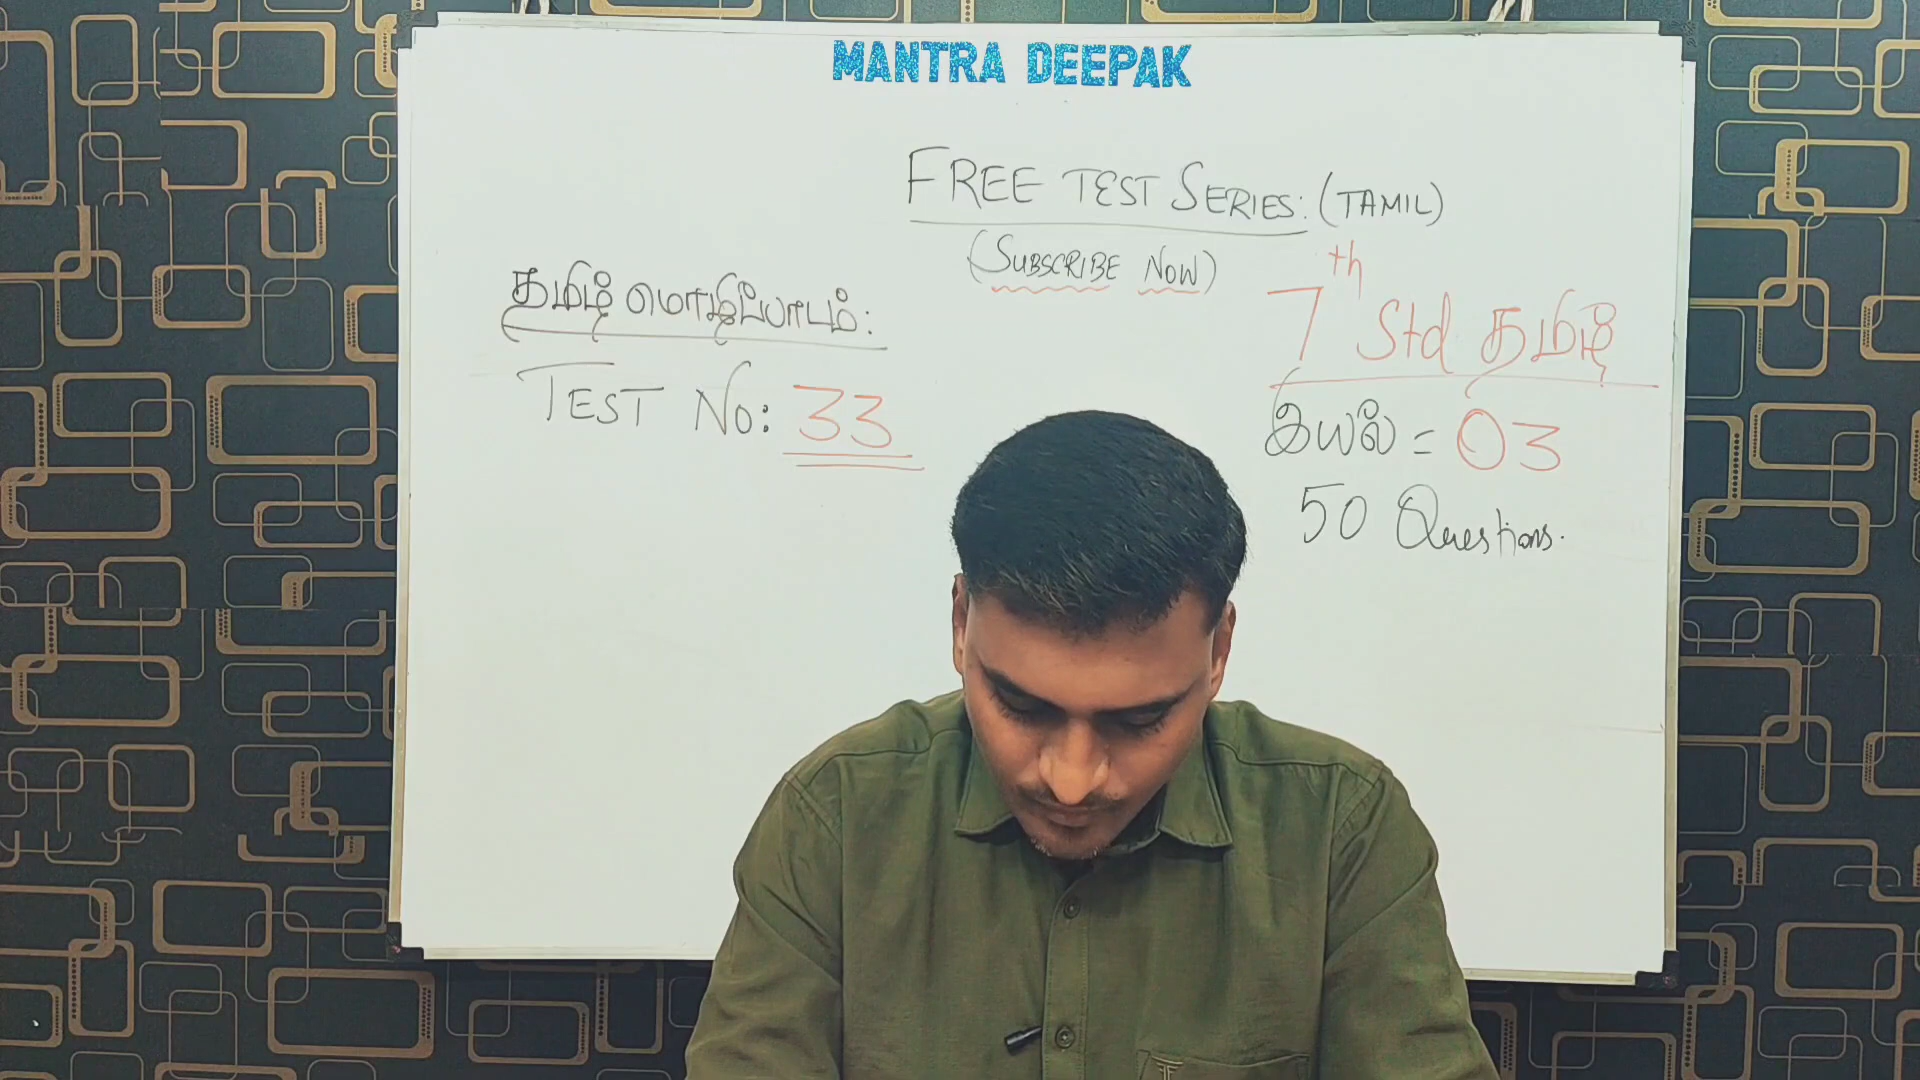 MANTRA DEEPAK
FREE TEST SERIES: (TAMIL)
(SUBSCRIBE NOW)
தமிழ் மொழிப்பாடம்:
TEST No: 33
7th Std தமிழ்
இயல் = 03
50 Questions.